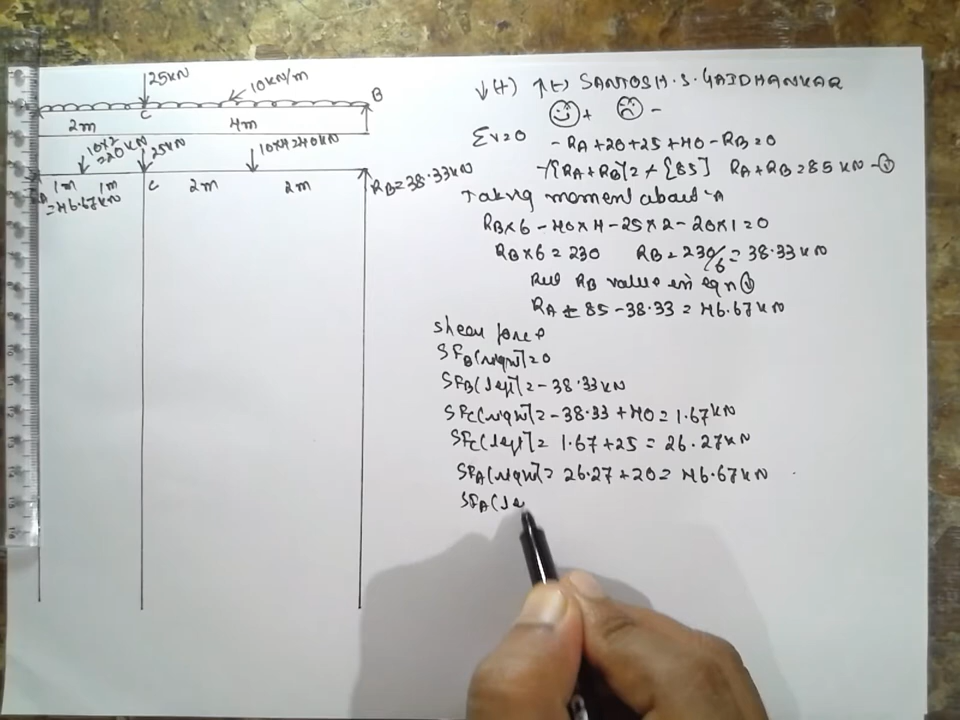 25KN
10KN/m
B
C
2m
4m
10×2
=20KN
25KN
10×4=40KN
1m 1m C 2m 2m
RB=38.33KN
RA
=46.67KN
↓(+) ↑(-) SANTOSH.S.GAIDHANKAR
+ -
Σv=0 -RA+20+25+40-RB=0
-[RA+RB]=-[85] RA+RB=85 KN-①
Taking moment about 'A
RB×6-40×4-25×2-20×1=0
RB×6=230 RB=230/6=38.33KN
Put RB value in eqn①
RA=85-38.33=46.67KN
Shear force
SFB(right)=0
SFB(left)=-38.33KN
SFC(right)=-38.33+40=1.67KN
SFC(left)=1.67+25=26.27KN
SFA(right)=26.27+20=46.67KN
SFA(le